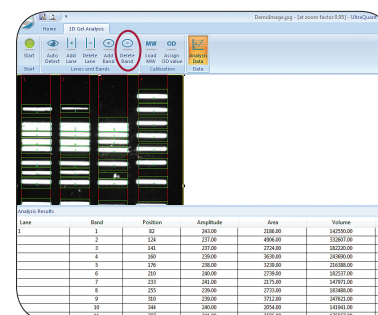 DemoImage.jpg - [at zoom factor 0.95] - UltraQuant
Home 1D Gel Analysis
Start Auto Detect Add Lane Delete Lane Add Band Delete Band Load MW Assign OD value Analysis Data
Start Lanes and Bands Calibration Data
MW OD
Analysis Results
Lane Band Position Amplitude Area Volume
1 1 82 243.00 2186.00 142550.00
2 124 237.00 4906.00 332607.00
3 141 237.00 2724.00 182220.00
4 160 239.00 3630.00 243690.00
5 176 238.00 3239.00 216388.00
6 210 240.00 2739.00 182537.00
7 233 241.00 2175.00 147971.00
8 255 239.00 2733.00 183488.00
9 310 239.00 3712.00 247621.00
10 344 240.00 2054.00 141941.00